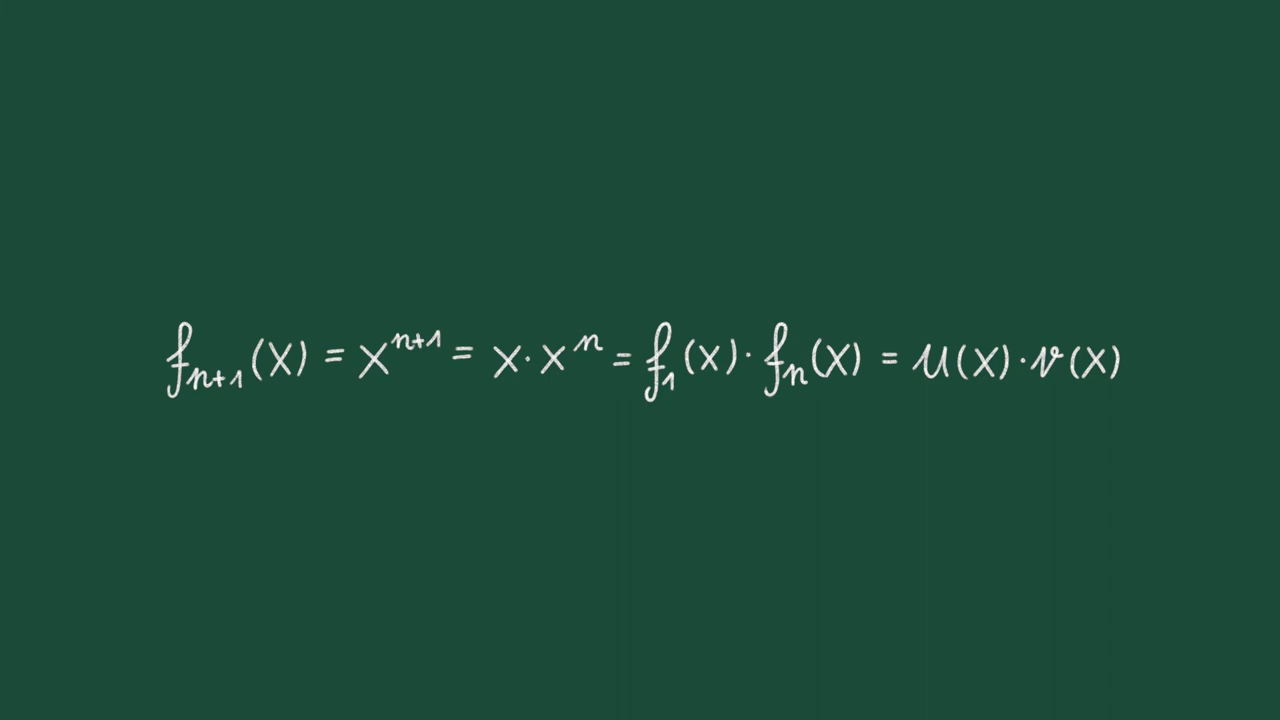 fₙ₊₁(x) = xⁿ⁺¹ = x·xⁿ = f₁(x)·fₙ(x) = u(x)·v(x)